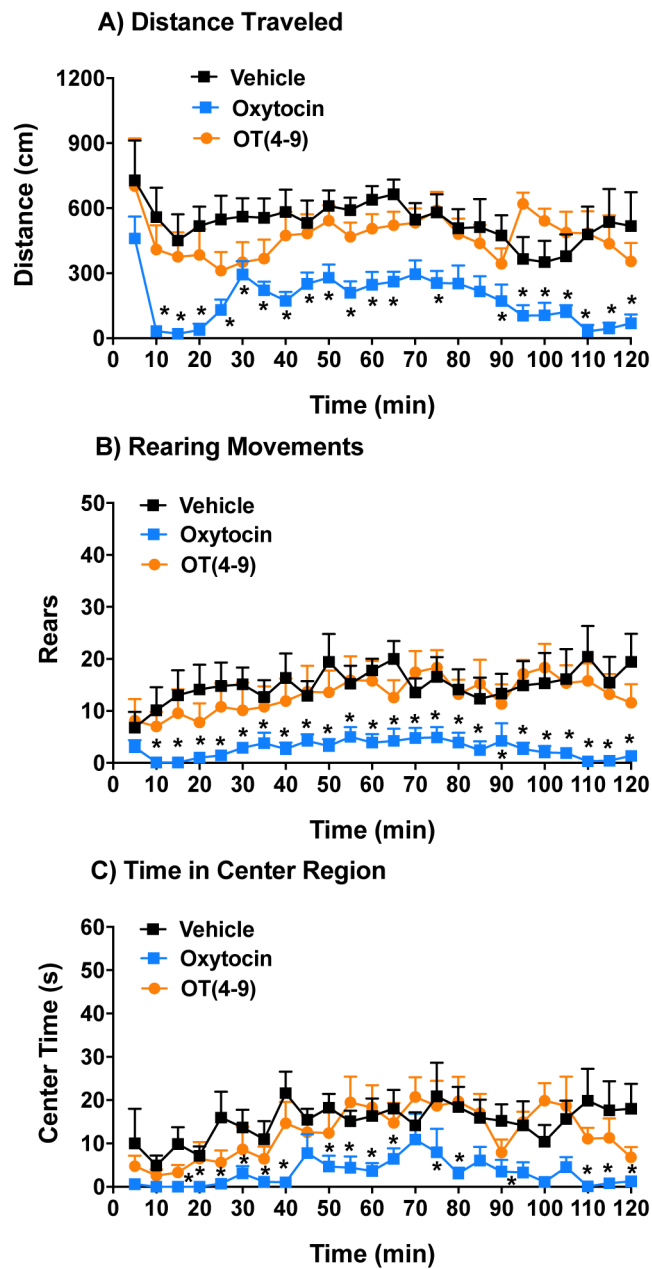 A) Distance Traveled
1200
900
600
300
0
Distance (cm)
Vehicle
Oxytocin
OT(4-9)
* * * * * * * * * * * * * * * * * * * *
0 10 20 30 40 50 60 70 80 90 100 110 120
Time (min)
B) Rearing Movements
50
40
30
20
10
0
Rears
Vehicle
Oxytocin
OT(4-9)
* * * * * * * * * * * * * * * * * * * * * * *
0 10 20 30 40 50 60 70 80 90 100 110 120
Time (min)
C) Time in Center Region
60
50
40
30
20
10
0
Center Time (s)
Vehicle
Oxytocin
OT(4-9)
* * * * * * * * * * * * * * * *
0 10 20 30 40 50 60 70 80 90 100 110 120
Time (min)